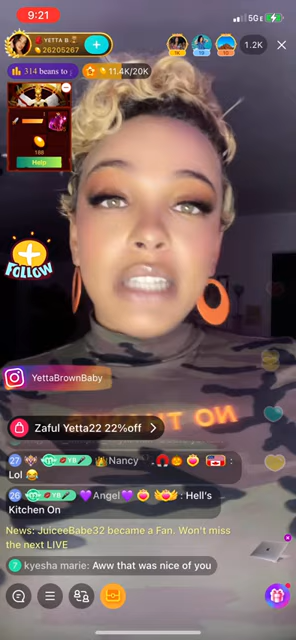 9:21
5G
YETTA B.
26205267
1.2K
314 beans to
11.4K/20K
188
Help
FOLLOW
YettaBrownBaby
Zaful Yetta22 22%off
27 YB Nancy :
Lol
26 YB Angel : Hell's
Kitchen On
News: JuiceeBabe32 became a Fan. Won't miss
the next LIVE
7 kyesha marie: Aww that was nice of you